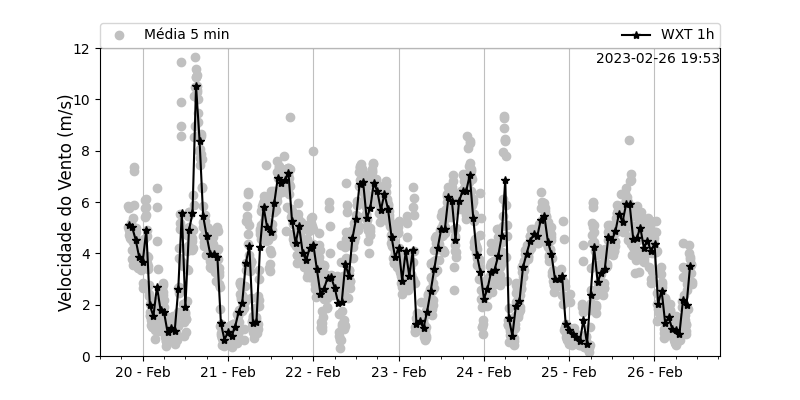 Média 5 min
WXT 1h
2023-02-26 19:53
Velocidade do Vento (m/s)
12
10
8
6
4
2
0
20 - Feb
21 - Feb
22 - Feb
23 - Feb
24 - Feb
25 - Feb
26 - Feb